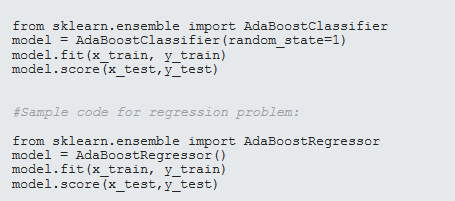 from sklearn.ensemble import AdaBoostClassifier
model = AdaBoostClassifier(random_state=1)
model.fit(x_train, y_train)
model.score(x_test,y_test)
#Sample code for regression problem:
from sklearn.ensemble import AdaBoostRegressor
model = AdaBoostRegressor()
model.fit(x_train, y_train)
model.score(x_test,y_test)